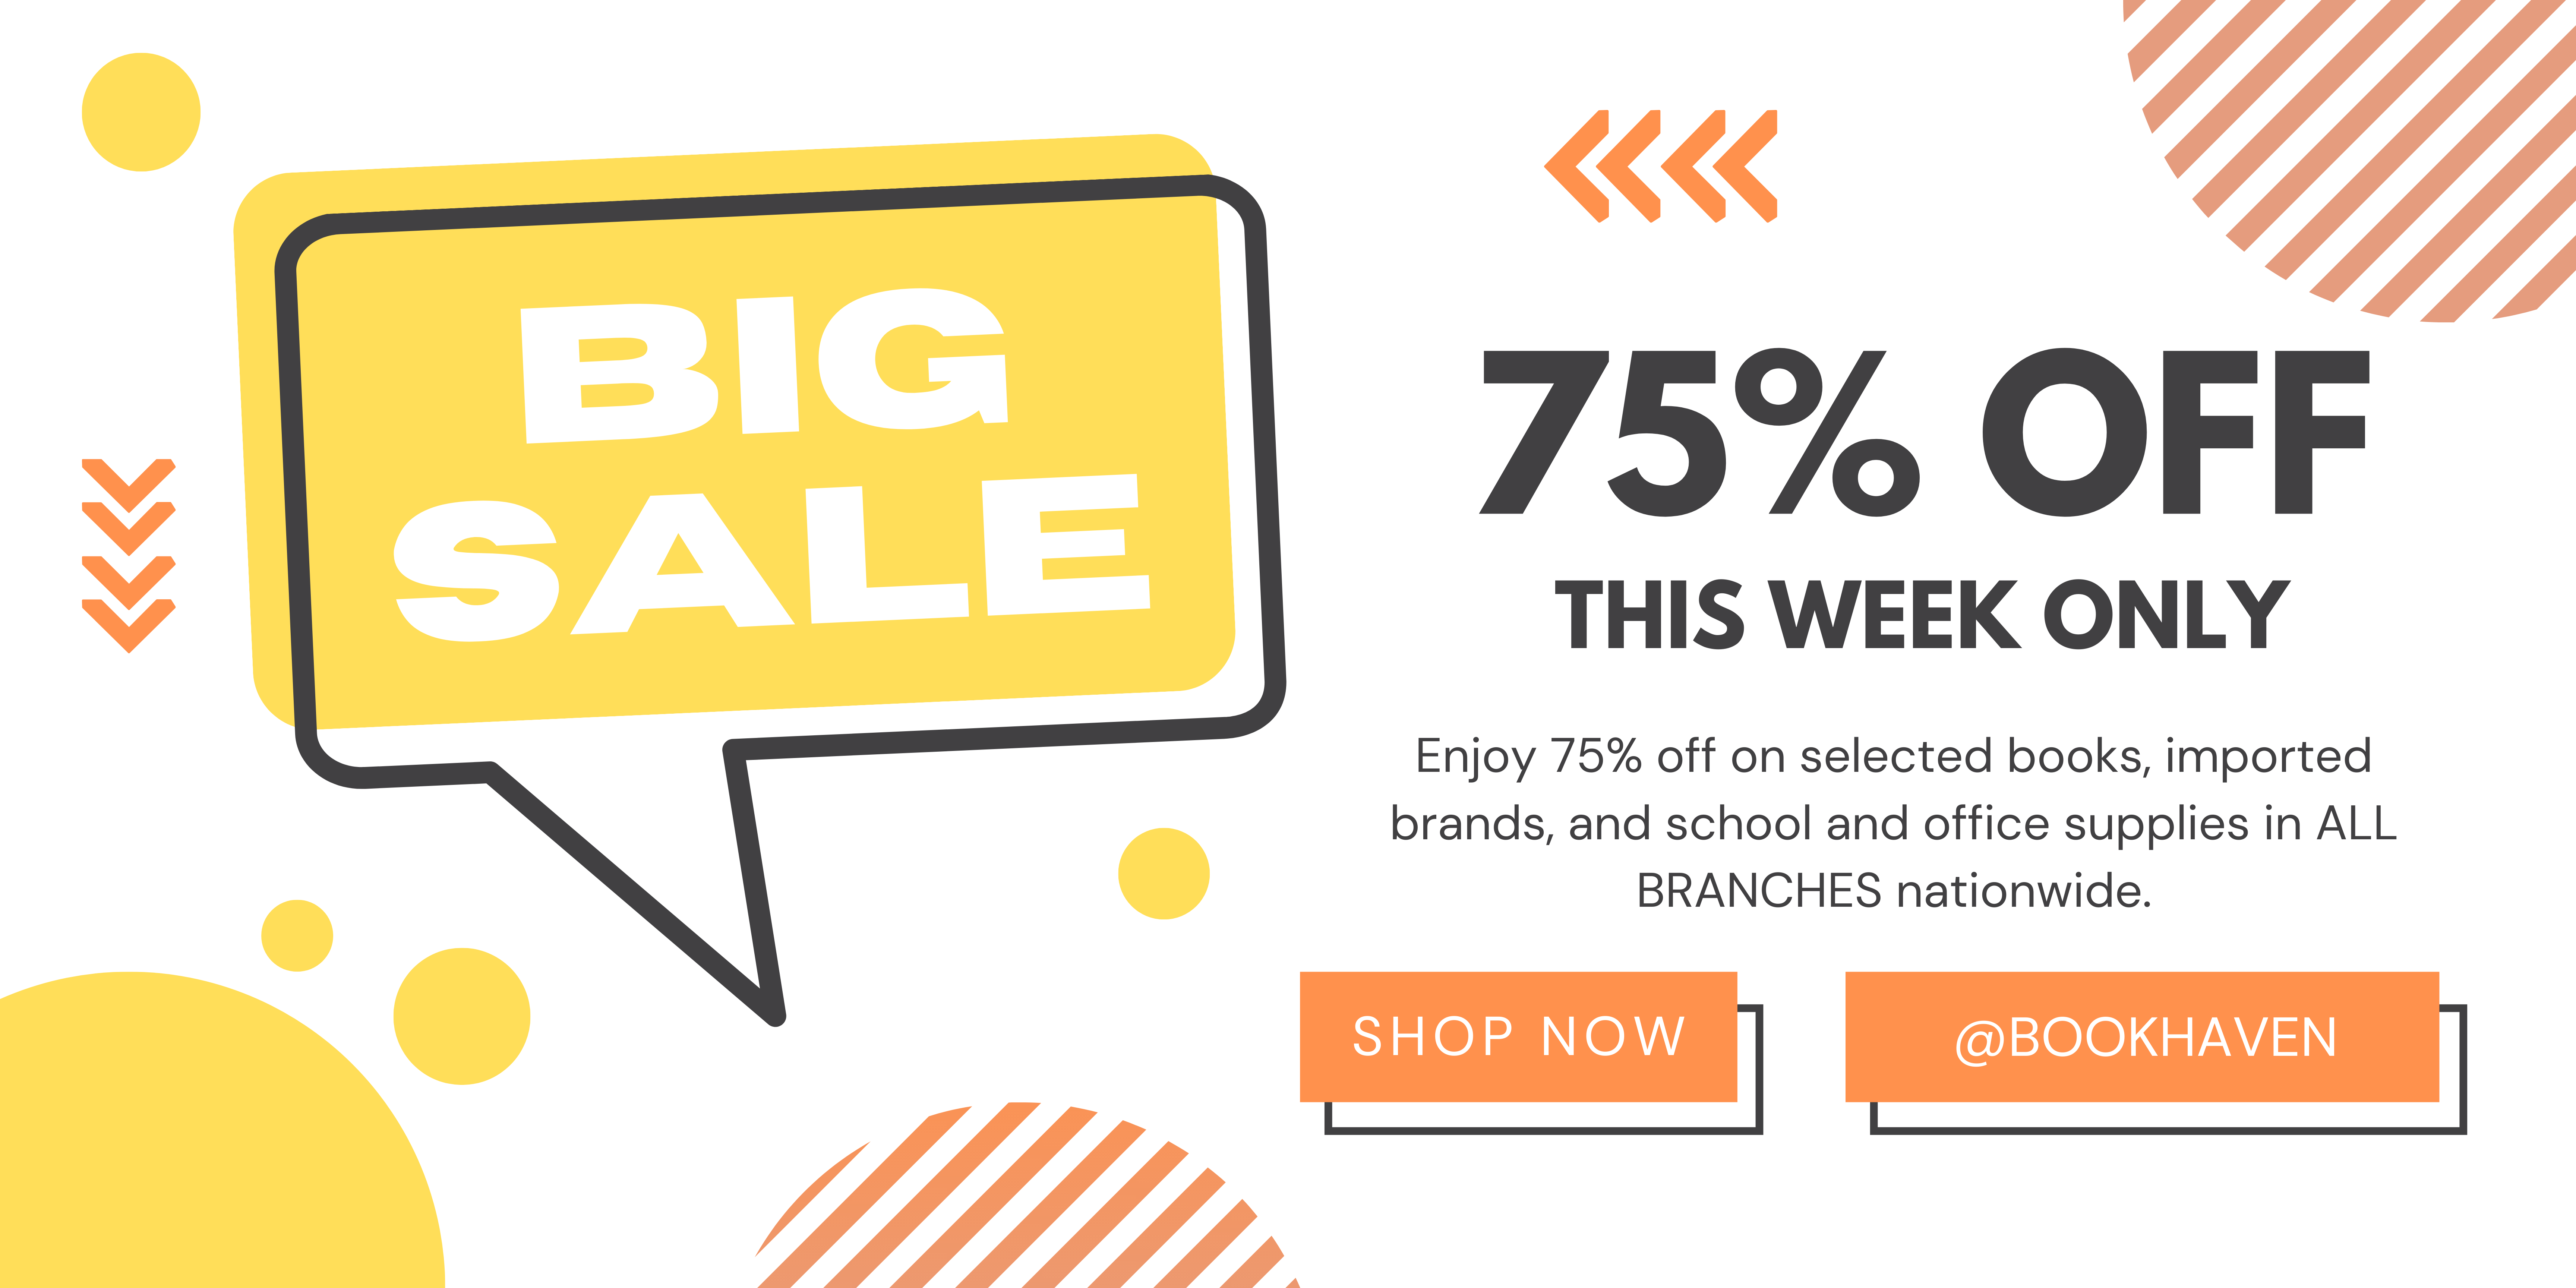 BIG
SALE
75% OFF
THIS WEEK ONLY
Enjoy 75% off on selected books, imported
brands, and school and office supplies in ALL
BRANCHES nationwide.
SHOP NOW
@BOOKHAVEN